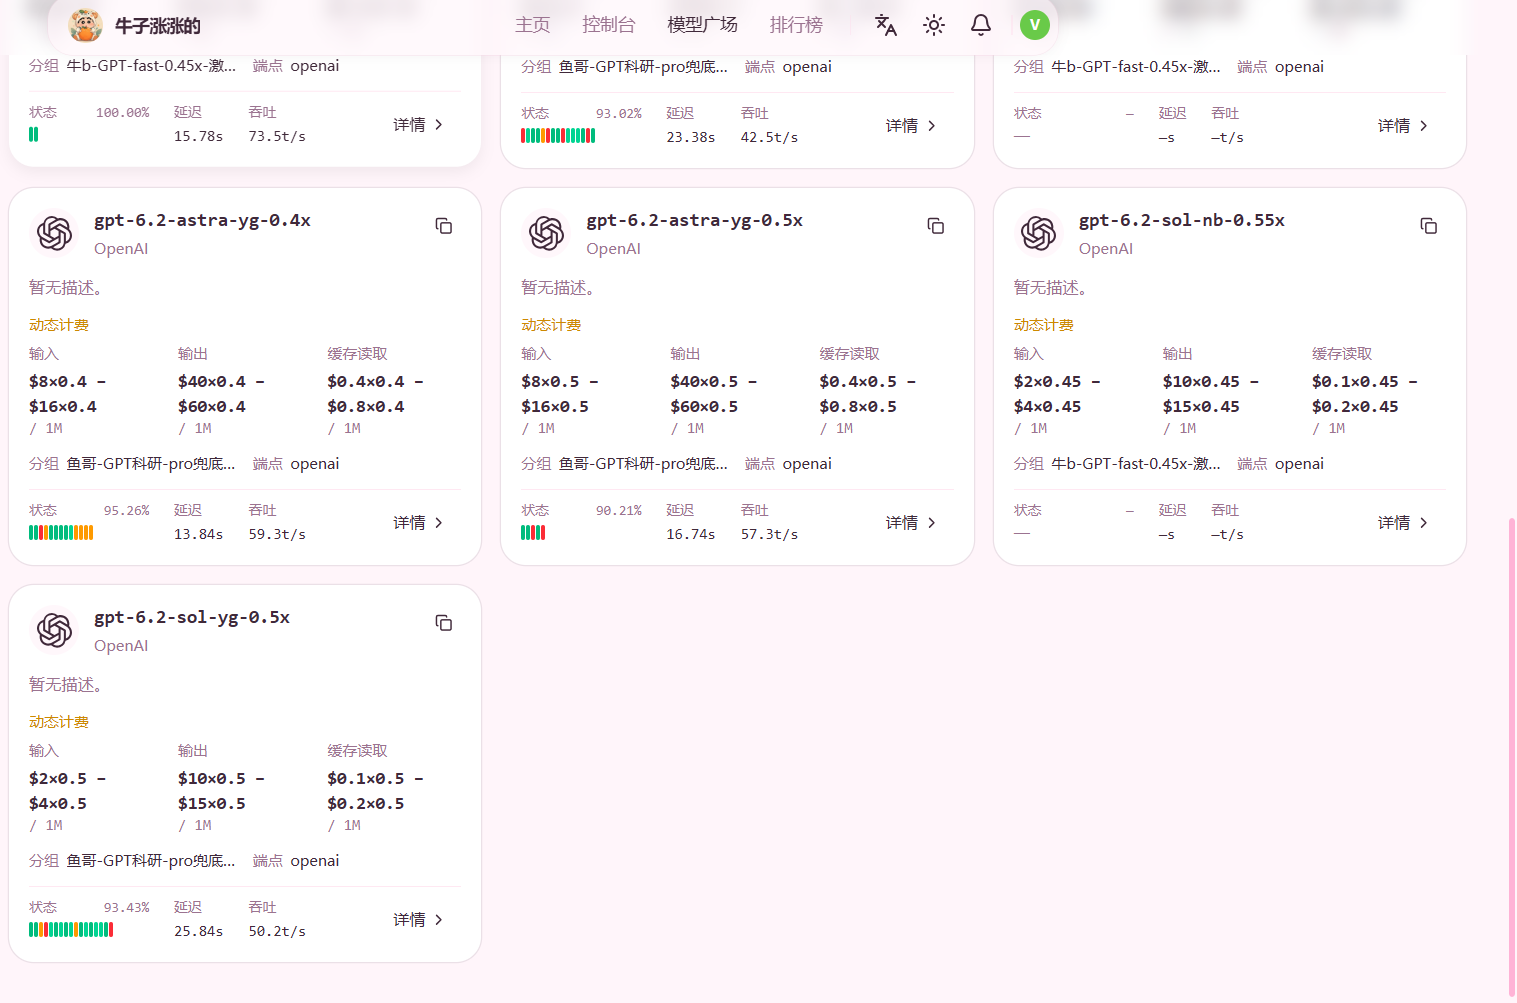 牛子涨涨的
主页 控制台 模型广场 排行榜 V
分组 牛b-GPT-fast-0.45x-激... 端点 openai
状态 100.00% 延迟 吞吐
15.78s 73.5t/s 详情
分组 鱼哥-GPT科研-pro兜底... 端点 openai
状态 93.02% 延迟 吞吐
23.38s 42.5t/s 详情
分组 牛b-GPT-fast-0.45x-激... 端点 openai
状态 — 延迟 吞吐
— —s —t/s 详情
gpt-6.2-astra-yg-0.4x
OpenAI
暂无描述。
动态计费
输入 输出 缓存读取
$8×0.4 – $40×0.4 – $0.4×0.4 –
$16×0.4 $60×0.4 $0.8×0.4
/ 1M / 1M / 1M
分组 鱼哥-GPT科研-pro兜底... 端点 openai
状态 95.26% 延迟 吞吐
13.84s 59.3t/s 详情
gpt-6.2-astra-yg-0.5x
OpenAI
暂无描述。
动态计费
输入 输出 缓存读取
$8×0.5 – $40×0.5 – $0.4×0.5 –
$16×0.5 $60×0.5 $0.8×0.5
/ 1M / 1M / 1M
分组 鱼哥-GPT科研-pro兜底... 端点 openai
状态 90.21% 延迟 吞吐
16.74s 57.3t/s 详情
gpt-6.2-sol-nb-0.55x
OpenAI
暂无描述。
动态计费
输入 输出 缓存读取
$2×0.45 – $10×0.45 – $0.1×0.45 –
$4×0.45 $15×0.45 $0.2×0.45
/ 1M / 1M / 1M
分组 牛b-GPT-fast-0.45x-激... 端点 openai
状态 — 延迟 吞吐
— —s —t/s 详情
gpt-6.2-sol-yg-0.5x
OpenAI
暂无描述。
动态计费
输入 输出 缓存读取
$2×0.5 – $10×0.5 – $0.1×0.5 –
$4×0.5 $15×0.5 $0.2×0.5
/ 1M / 1M / 1M
分组 鱼哥-GPT科研-pro兜底... 端点 openai
状态 93.43% 延迟 吞吐
25.84s 50.2t/s 详情